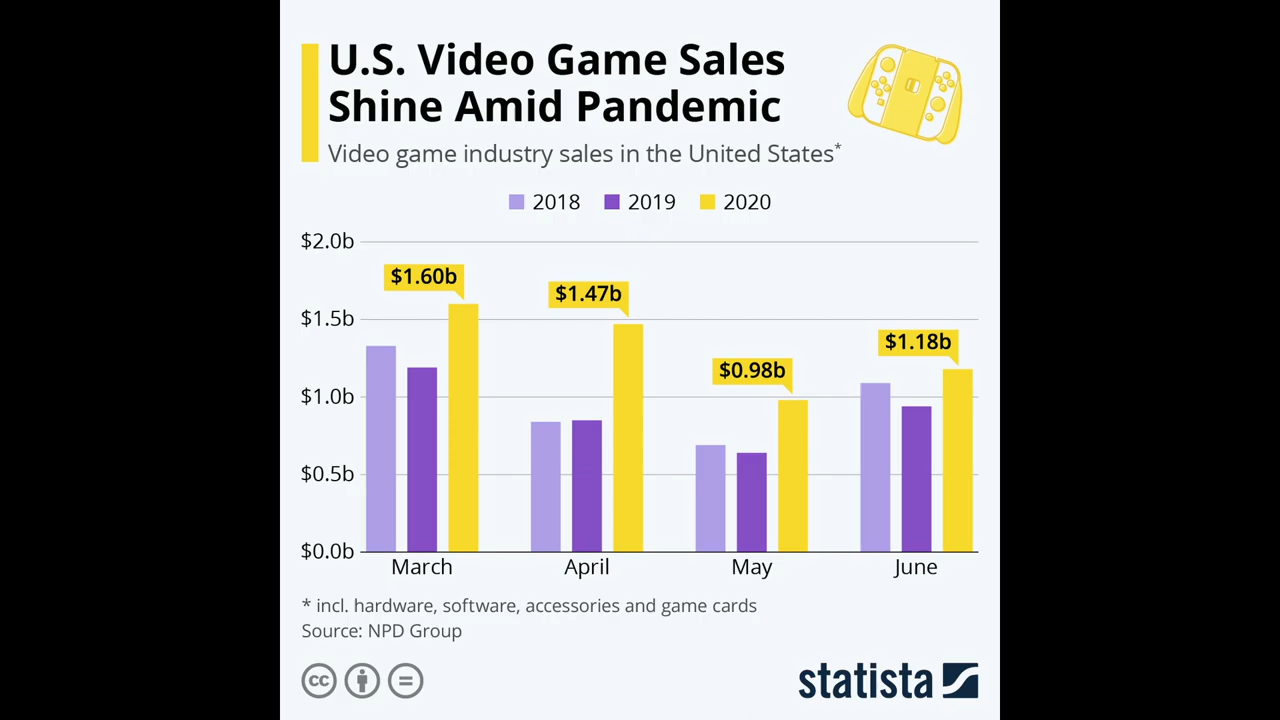 U.S. Video Game Sales
Shine Amid Pandemic
Video game industry sales in the United States*
2018 2019 2020
$2.0b
$1.60b
$1.47b
$1.5b
$1.18b
$0.98b
$1.0b
$0.5b
$0.0b
March April May June
* incl. hardware, software, accessories and game cards
Source: NPD Group
cc
statista